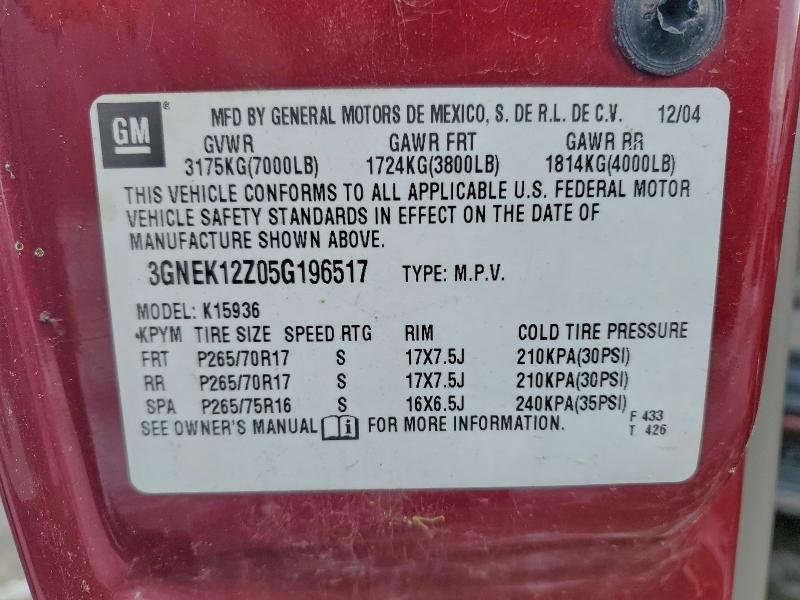 GM® MFD BY GENERAL MOTORS DE MEXICO, S. DE R.L. DE C.V. 12/04
GVWR GAWR FRT GAWR RR
3175KG(7000LB) 1724KG(3800LB) 1814KG(4000LB)
THIS VEHICLE CONFORMS TO ALL APPLICABLE U.S. FEDERAL MOTOR
VEHICLE SAFETY STANDARDS IN EFFECT ON THE DATE OF
MANUFACTURE SHOWN ABOVE.
3GNEK12Z05G196517 TYPE: M.P.V.
MODEL: K15936
KPYM TIRE SIZE SPEED RTG RIM COLD TIRE PRESSURE
FRT P265/70R17 S 17X7.5J 210KPA(30PSI)
RR P265/70R17 S 17X7.5J 210KPA(30PSI)
SPA P265/75R16 S 16X6.5J 240KPA(35PSI)
SEE OWNER'S MANUAL i FOR MORE INFORMATION.
F 433
T 426